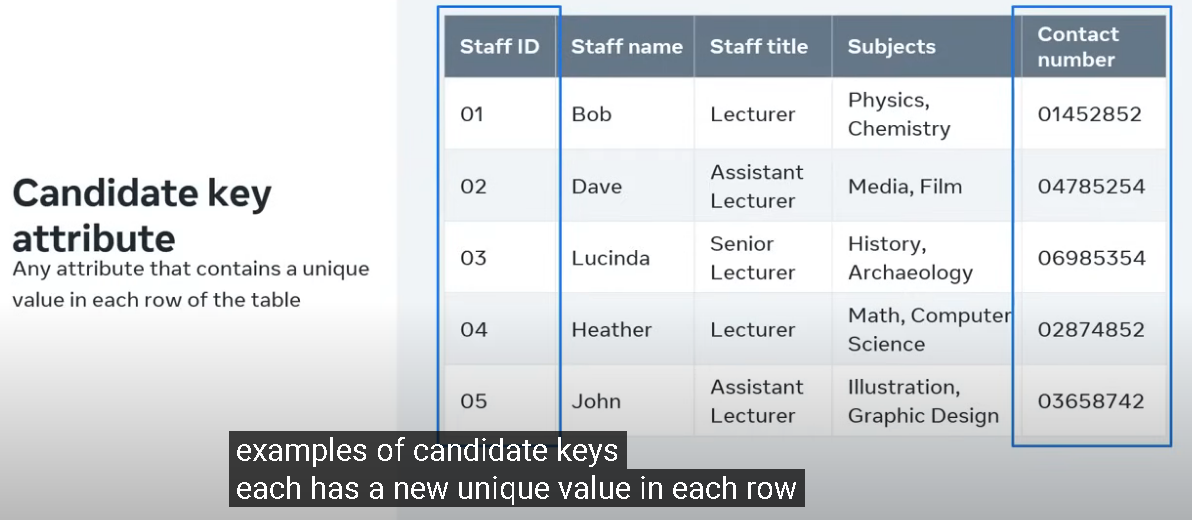 Candidate key
attribute
Any attribute that contains a unique
value in each row of the table
Staff ID
Staff name
Staff title
Subjects
Contact
number
01
Bob
Lecturer
Physics,
Chemistry
01452852
02
Dave
Assistant
Lecturer
Media, Film
04785254
03
Lucinda
Senior
Lecturer
History,
Archaeology
06985354
04
Heather
Lecturer
Math, Computer
Science
02874852
05
John
Assistant
Lecturer
Illustration,
Graphic Design
03658742
examples of candidate keys
each has a new unique value in each row